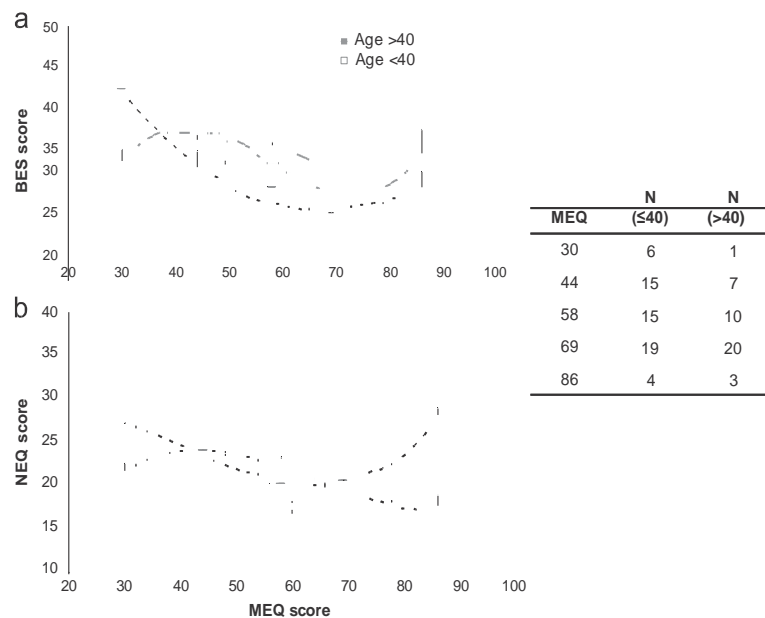 a
50
45
40
35
30
25
20
BES score
Age >40
Age <40
20 30 40 50 60 70 80 90 100
b
40
35
30
25
20
15
10
NEQ score
20 30 40 50 60 70 80 90 100
MEQ score
N N
MEQ (≤40) (>40)
30 6 1
44 15 7
58 15 10
69 19 20
86 4 3